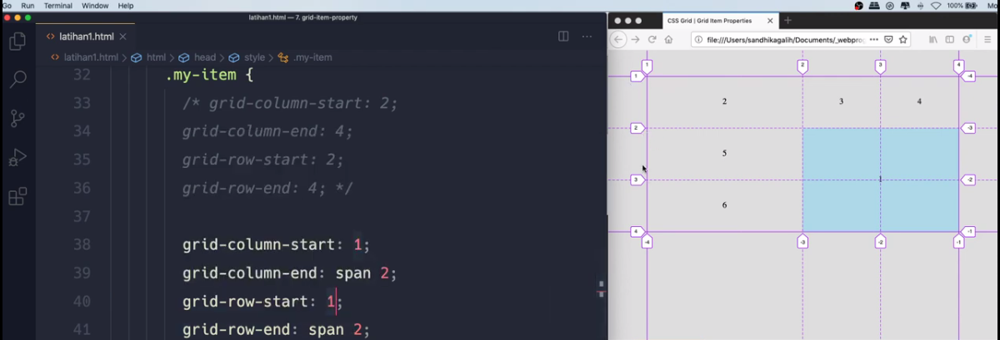 Go Run Terminal Window Help 100% Mo
latihan1.html — 7. grid-item-property
CSS Grid | Grid Item Properties
latihan1.html
file:///Users/sandhikagalih/Documents/_webprog
latihan1.html > html > head > style > .my-item
32 .my-item {
33 /* grid-column-start: 2;
34 grid-column-end: 4;
35 grid-row-start: 2;
36 grid-row-end: 4; */
37
38 grid-column-start: 1;
39 grid-column-end: span 2;
40 grid-row-start: 1;
41 grid-row-end: span 2;
1 2 3 4
1 -4
2 3 4
2 -3
5
3 1 -2
6
4 -1
-4 -3 -2 -1